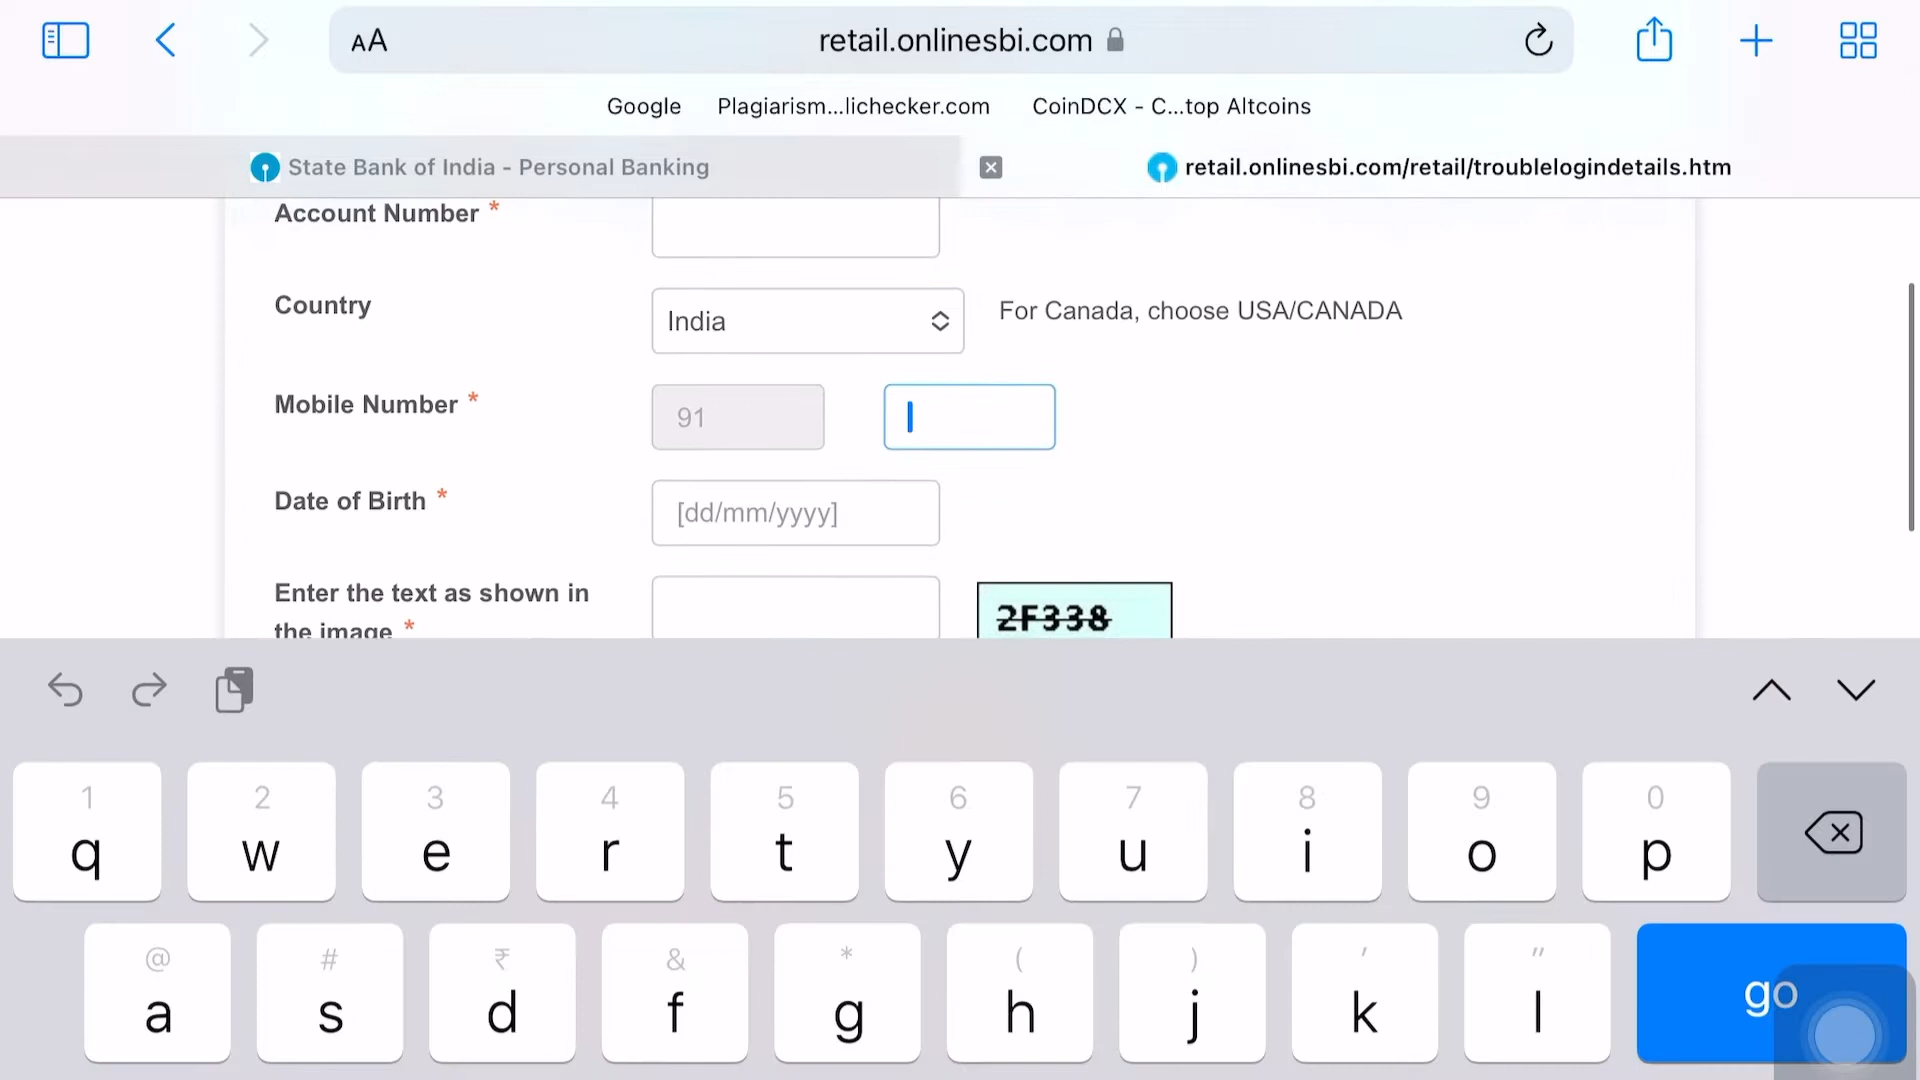 AA
retail.onlinesbi.com
Google Plagiarism...lichecker.com CoinDCX - C...top Altcoins
State Bank of India - Personal Banking
retail.onlinesbi.com/retail/troublelogindetails.htm
Account Number *
Country
India
For Canada, choose USA/CANADA
Mobile Number *
91
Date of Birth *
[dd/mm/yyyy]
Enter the text as shown in
the image *
2F338
1 2 3 4 5 6 7 8 9 0
q w e r t y u i o p
@ # ₹ & * ( ) ' "
a s d f g h j k l
go